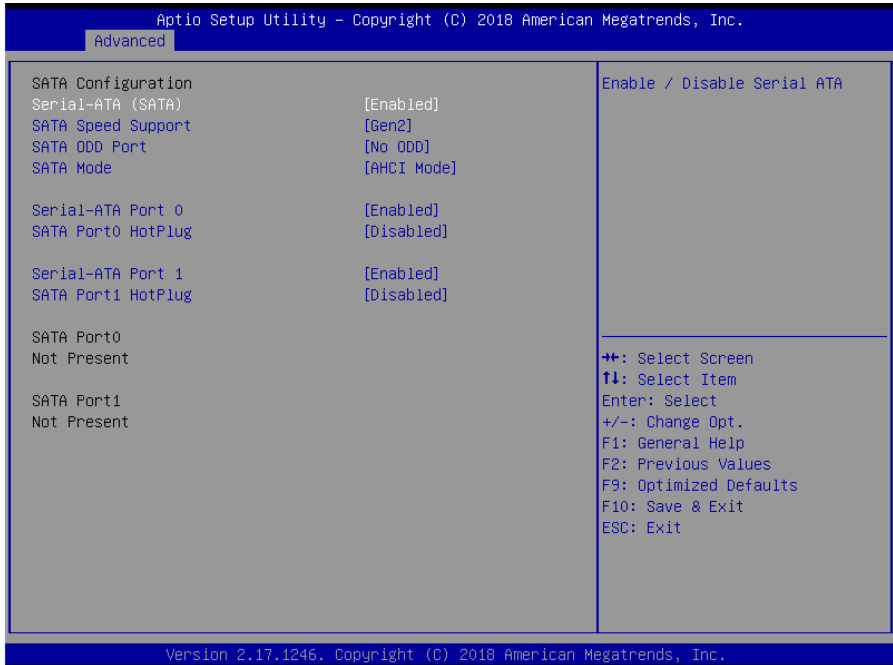 Aptio Setup Utility – Copyright (C) 2018 American Megatrends, Inc.
Advanced
SATA Configuration
Serial-ATA (SATA) [Enabled]
SATA Speed Support [Gen2]
SATA ODD Port [No ODD]
SATA Mode [AHCI Mode]
Serial-ATA Port 0 [Enabled]
SATA Port0 HotPlug [Disabled]
Serial-ATA Port 1 [Enabled]
SATA Port1 HotPlug [Disabled]
SATA Port0
Not Present
SATA Port1
Not Present
Enable / Disable Serial ATA
→←: Select Screen
↑↓: Select Item
Enter: Select
+/-: Change Opt.
F1: General Help
F2: Previous Values
F9: Optimized Defaults
F10: Save & Exit
ESC: Exit
Version 2.17.1246. Copyright (C) 2018 American Megatrends, Inc.